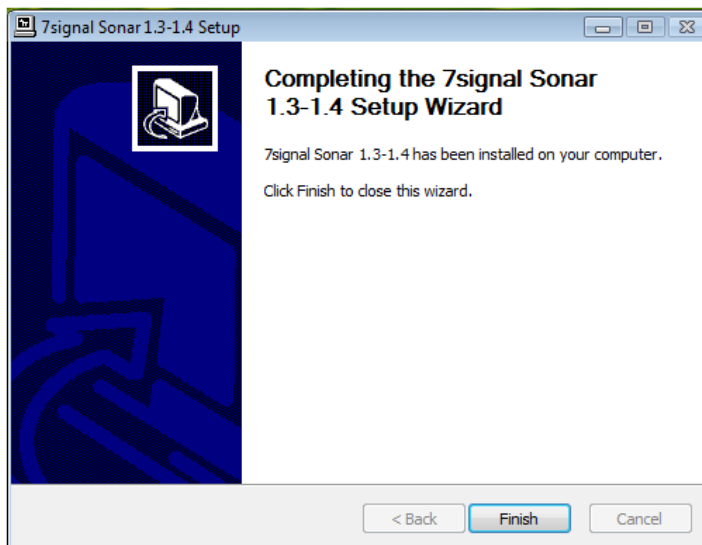 7signal Sonar 1.3-1.4 Setup
Completing the 7signal Sonar
1.3-1.4 Setup Wizard
7signal Sonar 1.3-1.4 has been installed on your computer.
Click Finish to close this wizard.
< Back
Finish
Cancel